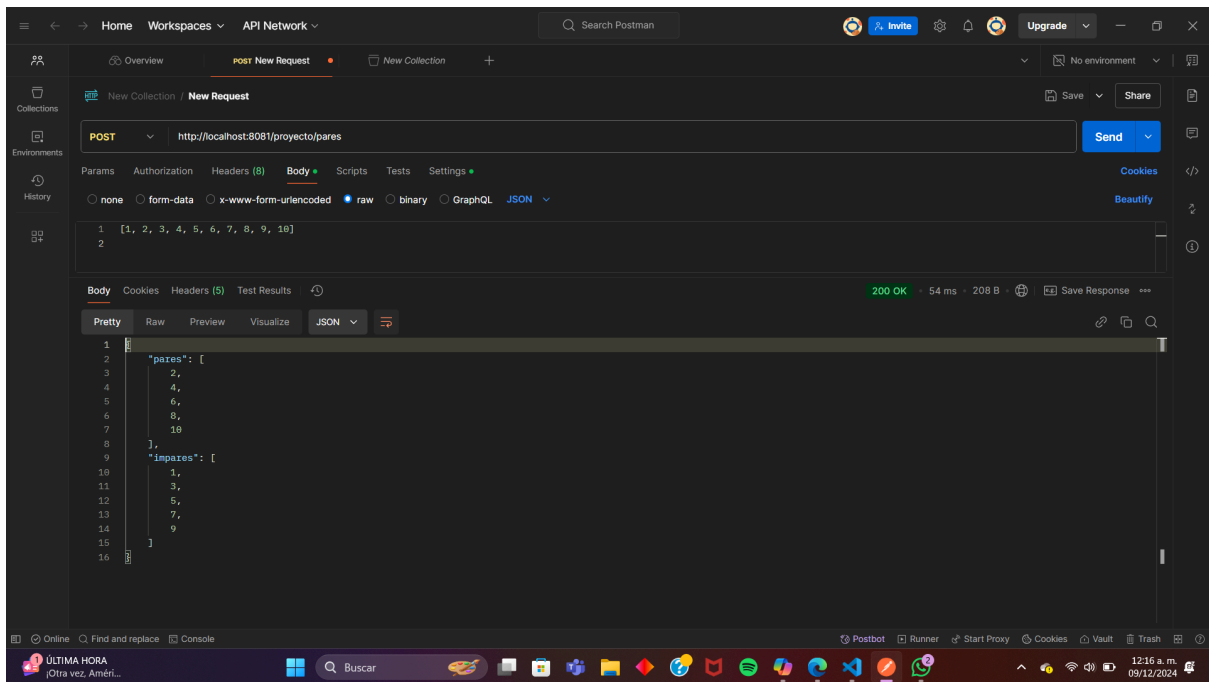 Home Workspaces API Network Search Postman Invite Upgrade
Overview POST New Request New Collection No environment
Collections
HTTP New Collection / New Request Save Share
Environments
POST http://localhost:8081/proyecto/pares Send
History
Params Authorization Headers (8) Body Scripts Tests Settings Cookies
none form-data x-www-form-urlencoded raw binary GraphQL JSON Beautify
1 [1, 2, 3, 4, 5, 6, 7, 8, 9, 10]
2
Body Cookies Headers (5) Test Results 200 OK 54 ms 208 B Save Response
Pretty Raw Preview Visualize JSON
1 {
2 "pares": [
3 2,
4 4,
5 6,
6 8,
7 10
8 ],
9 "impares": [
10 1,
11 3,
12 5,
13 7,
14 9
15 ]
16 }
Online Find and replace Console Postbot Runner Start Proxy Cookies Vault Trash
1 ÚLTIMA HORA
¡Otra vez, Améri...
Buscar
2
12:16 a. m.
09/12/2024